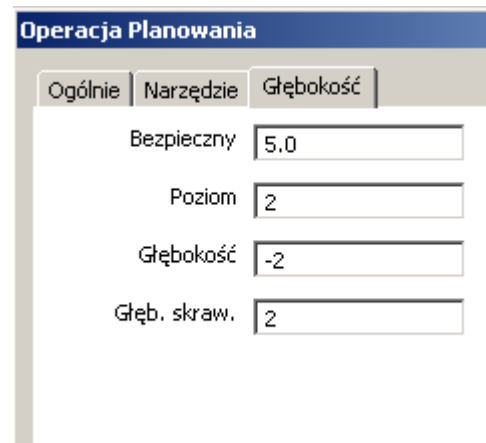 Operacja Planowania
Ogólnie Narzędzie Głębokość
Bezpieczny 5.0
Poziom 2
Głębokość -2
Głęb. skraw. 2